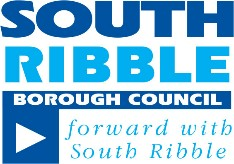 SOUTH
RIBBLE
BOROUGH COUNCIL
forward with
South Ribble